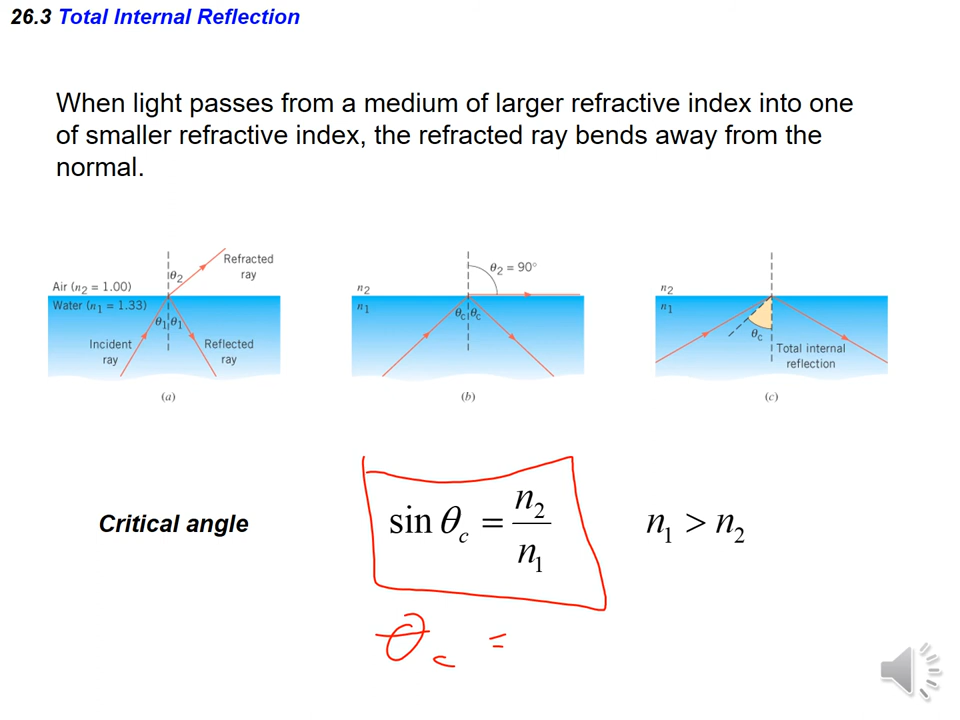 26.3 Total Internal Reflection
When light passes from a medium of larger refractive index into one
of smaller refractive index, the refracted ray bends away from the
normal.
Refracted
ray
θ₂
Air (n₂ = 1.00)
Water (n₁ = 1.33)
θ₁ θ₁
Incident
ray
Reflected
ray
(a)
θ₂ = 90°
n₂
n₁
θc θc
(b)
n₂
n₁
θc
Total internal
reflection
(c)
Critical angle
sin θc = n₂/n₁
n₁ > n₂
θc =